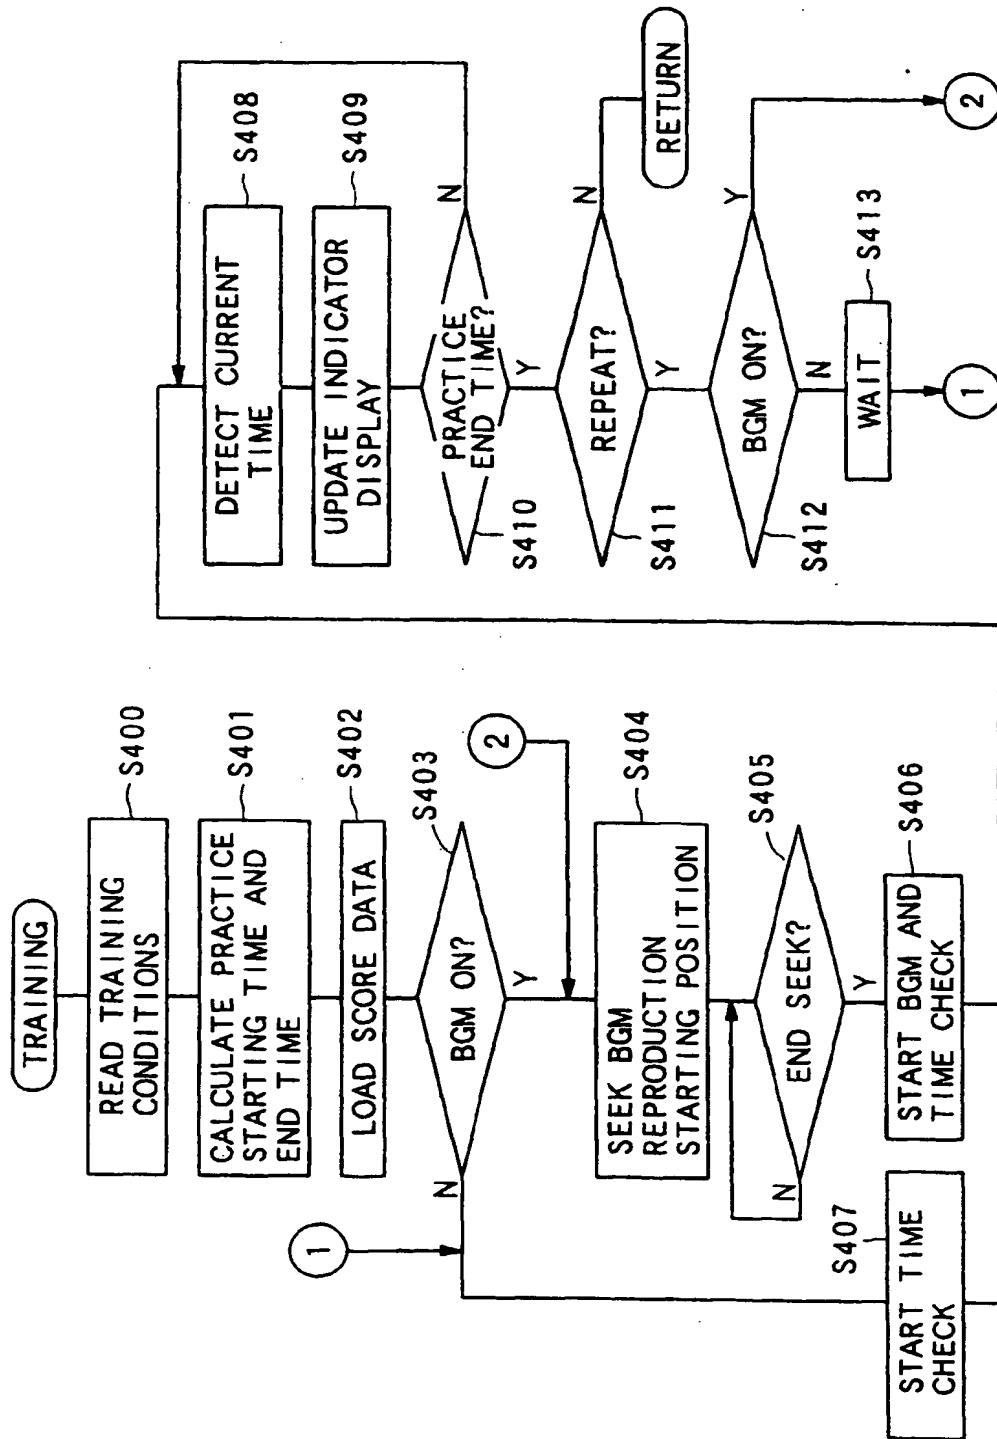 TRAINING
READ TRAINING
CONDITIONS
S400
CALCULATE PRACTICE
STARTING TIME AND
END TIME
S401
LOAD SCORE DATA
S402
BGM ON?
S403
N
Y
1
2
SEEK BGM
REPRODUCTION
STARTING POSITION
S404
END SEEK?
S405
N
Y
START BGM AND
TIME CHECK
S406
START TIME
CHECK
S407
DETECT CURRENT
TIME
S408
UPDATE INDICATOR
DISPLAY
S409
PRACTICE
END TIME?
S410
N
Y
REPEAT?
S411
N
RETURN
Y
BGM ON?
S412
Y
N
WAIT
S413
1
2